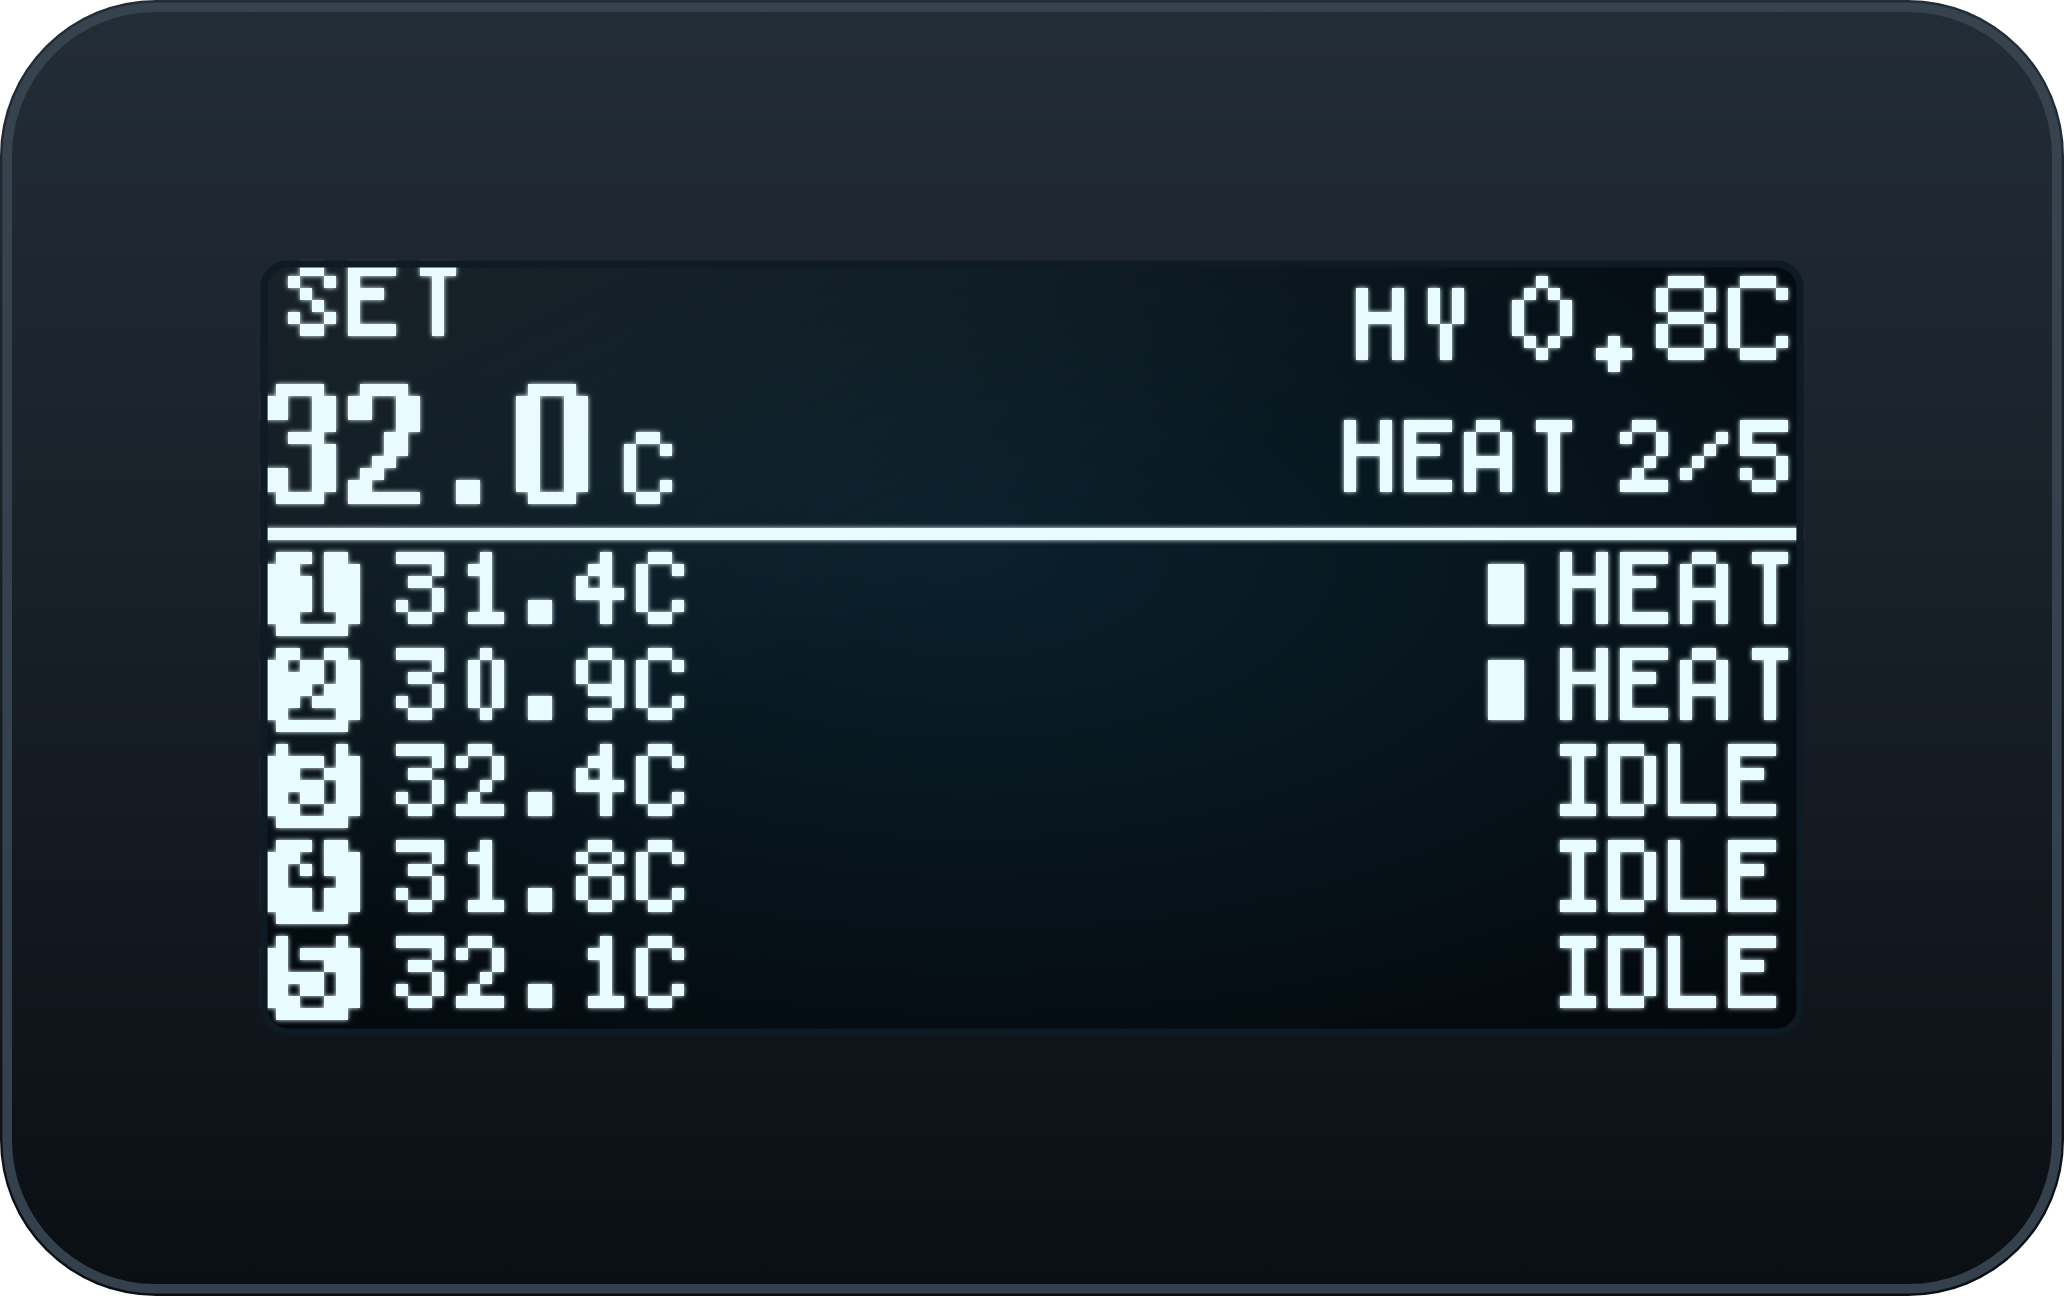 SET
HY 0.8C
32.0C
HEAT 2/5
1 31.4C HEAT
2 30.9C HEAT
3 32.4C IDLE
4 31.8C IDLE
5 32.1C IDLE